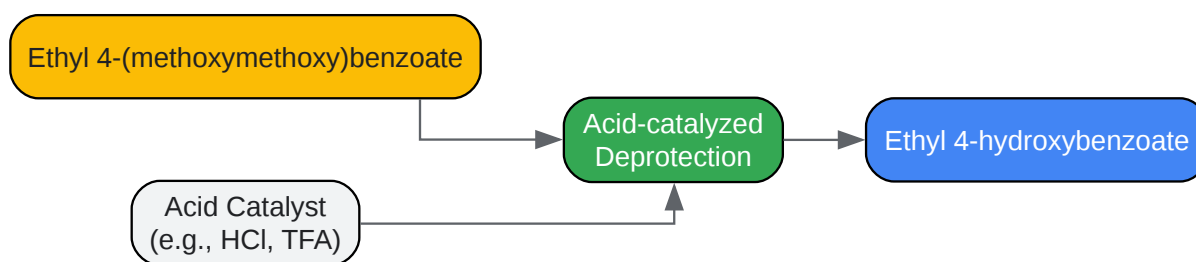 Ethyl 4-(methoxymethoxy)benzoate
Acid-catalyzed
Deprotection
Ethyl 4-hydroxybenzoate
Acid Catalyst
(e.g., HCl, TFA)